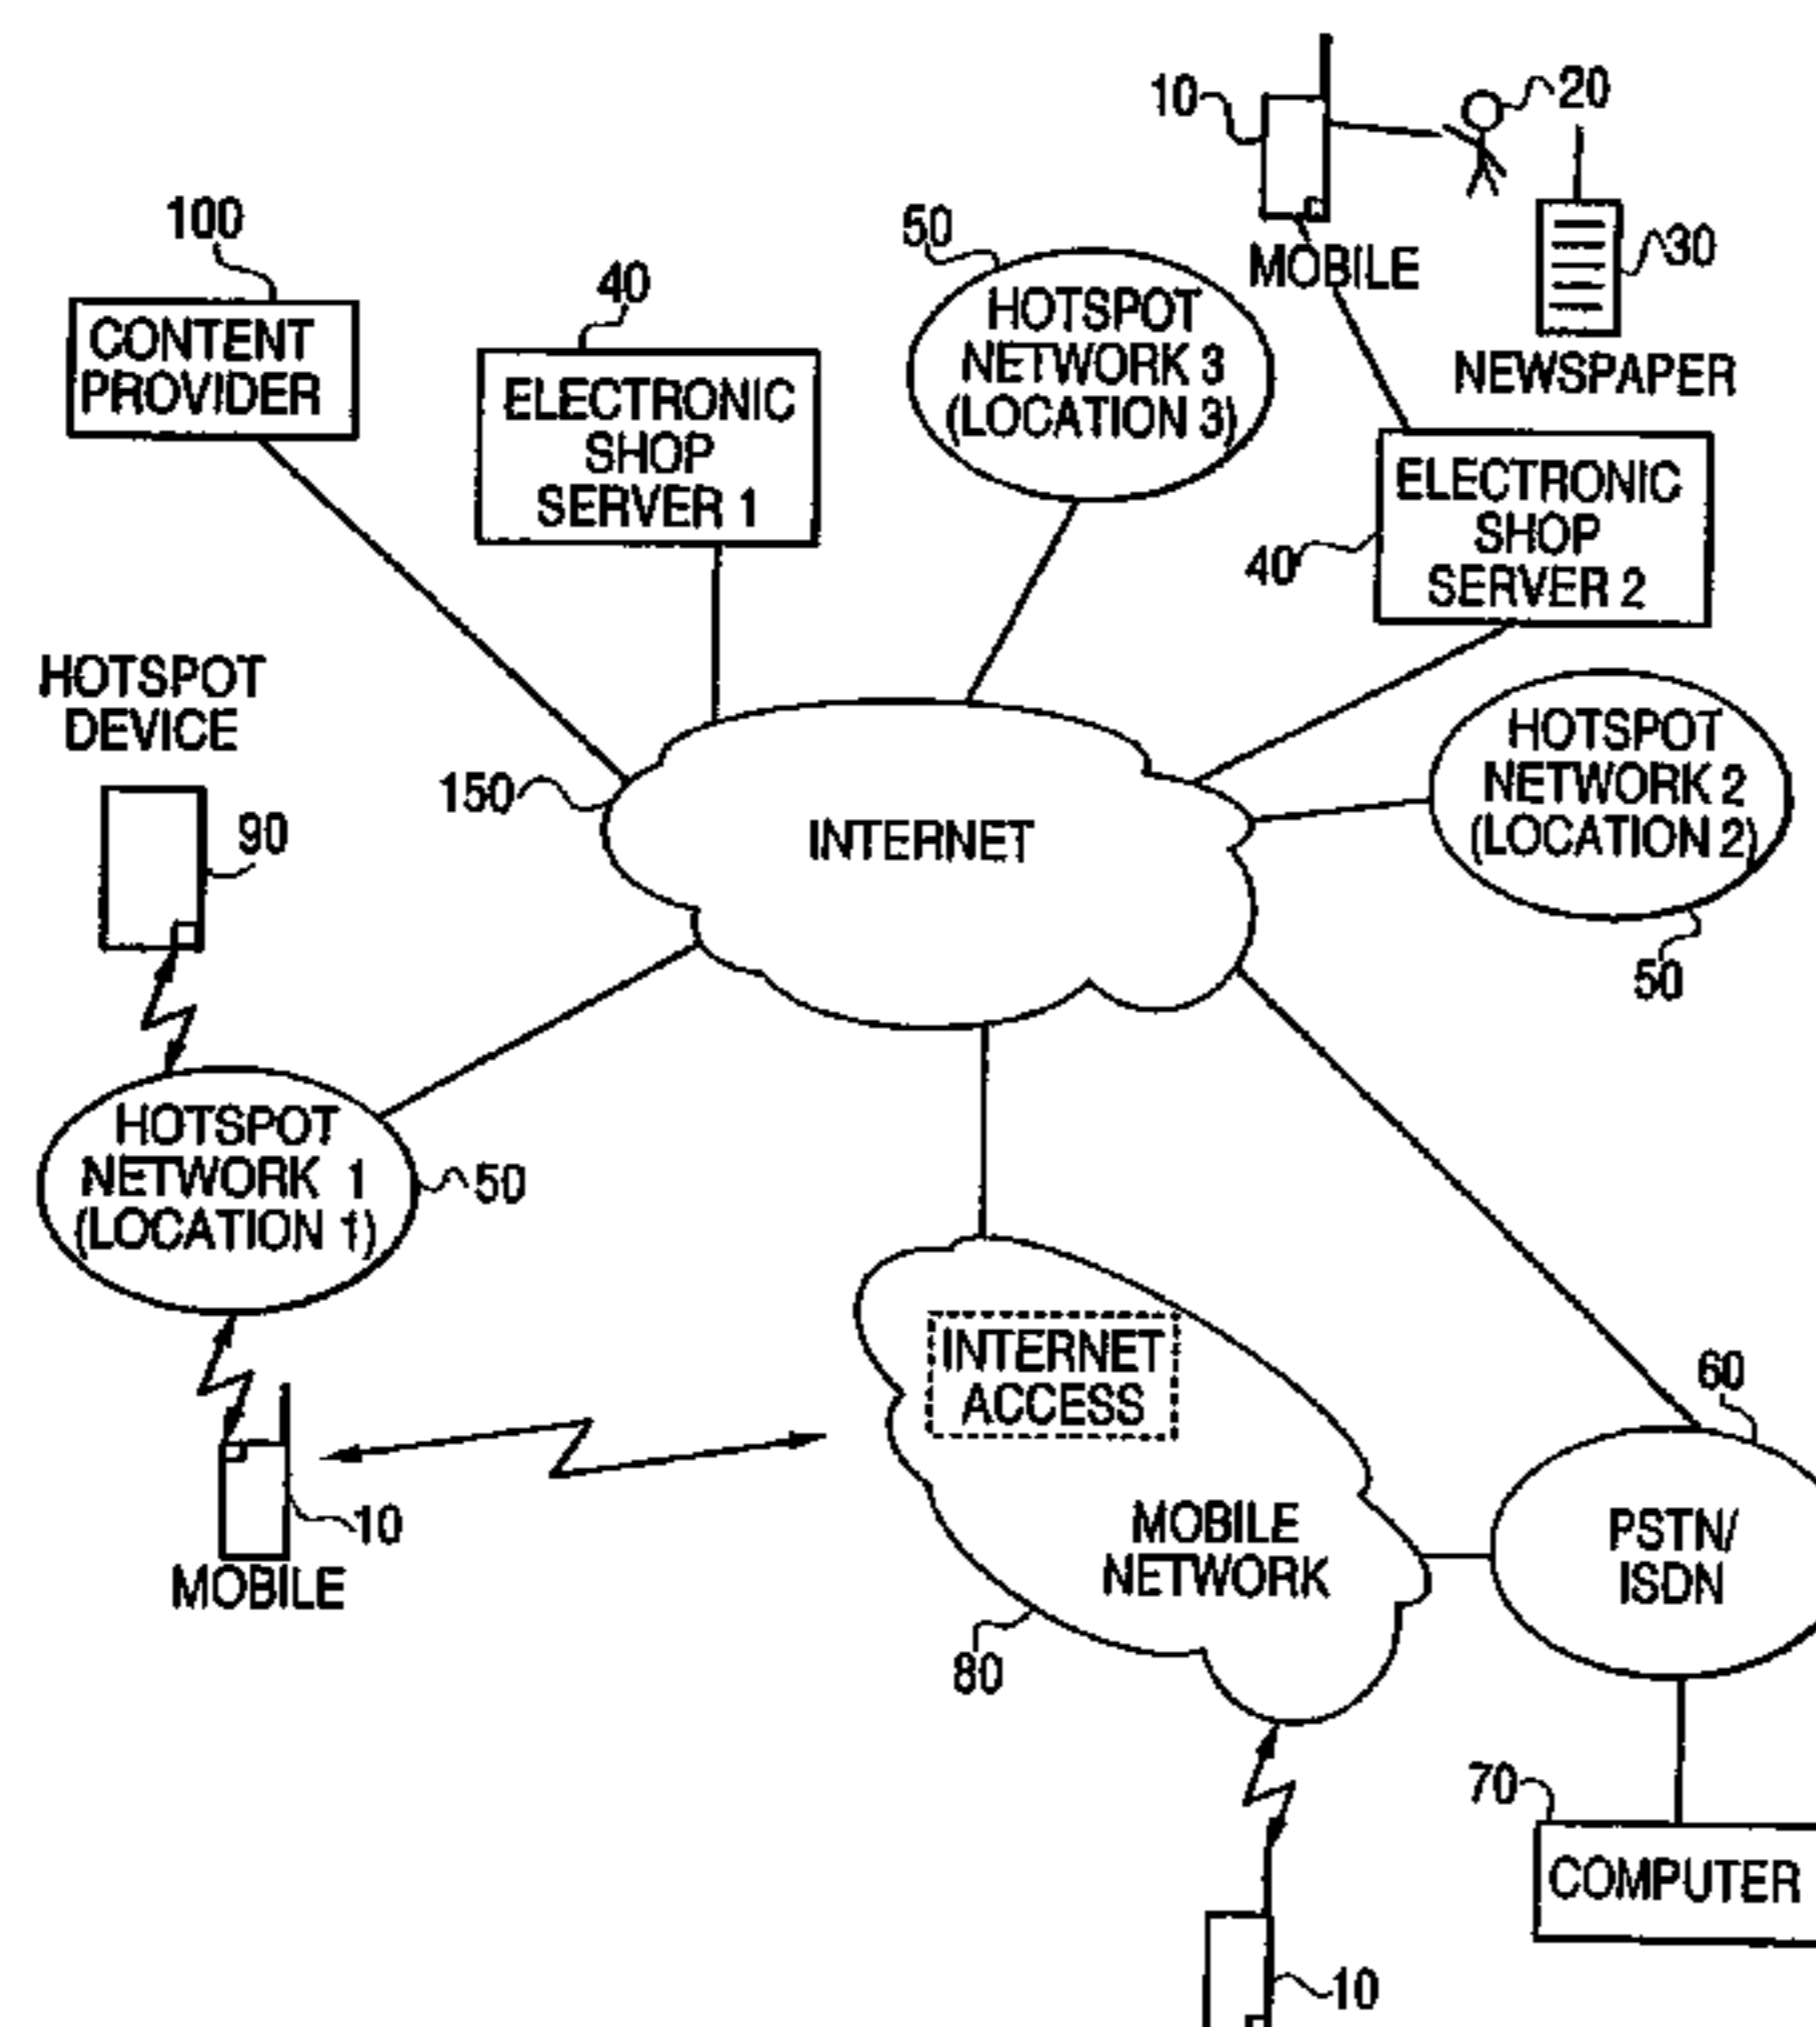 10
20
100
50
MOBILE
30
40
HOTSPOT
NETWORK 3
(LOCATION 3)
CONTENT
PROVIDER
NEWSPAPER
ELECTRONIC
SHOP
SERVER 1
ELECTRONIC
SHOP
SERVER 2
40
HOTSPOT
DEVICE
HOTSPOT
NETWORK 2
(LOCATION 2)
150
90
INTERNET
50
HOTSPOT
NETWORK 1
(LOCATION 1)
50
INTERNET
ACCESS
60
10
MOBILE
MOBILE
NETWORK
PSTN/
ISDN
80
70
COMPUTER
10